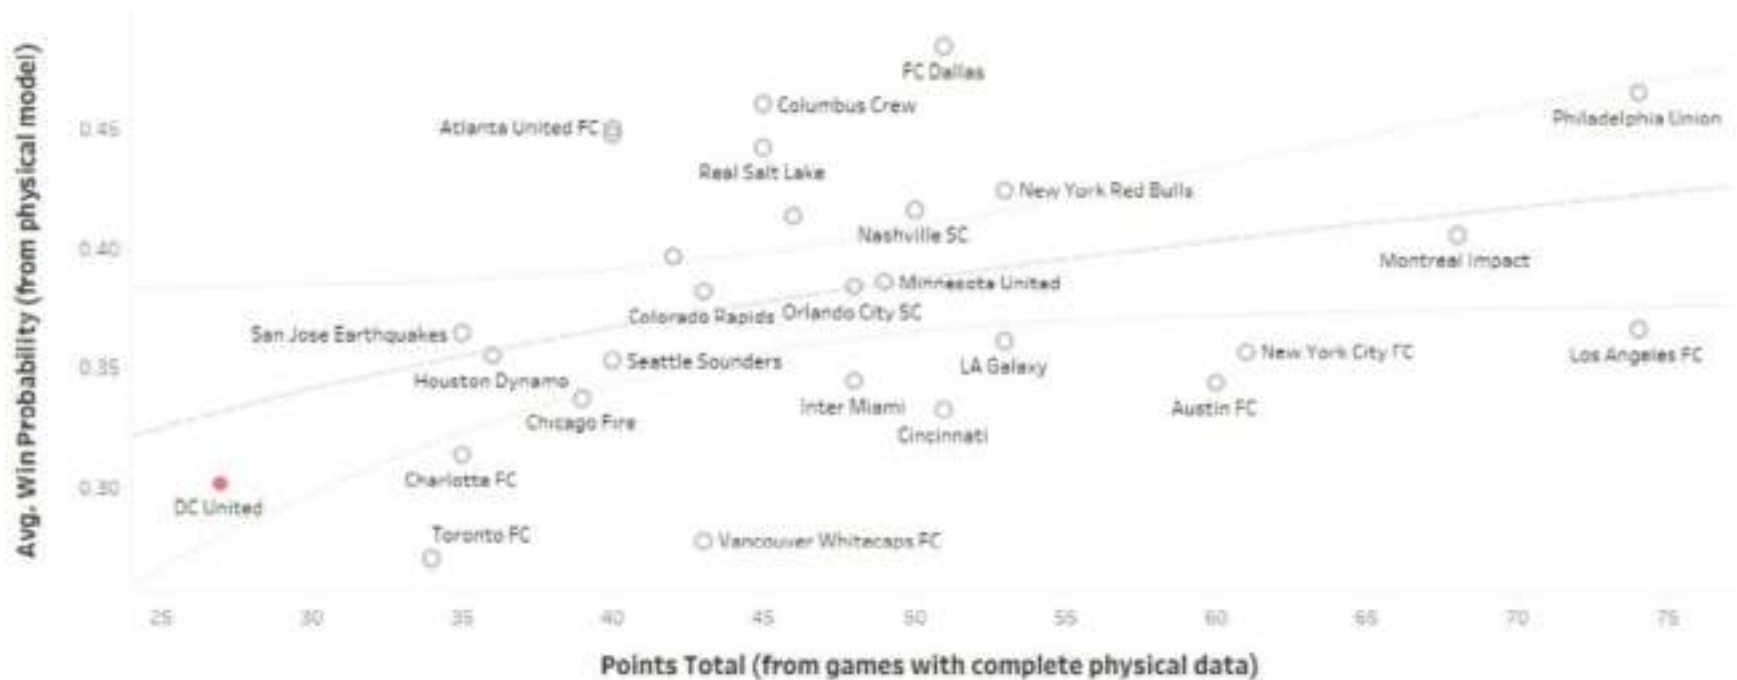 Avg. Win Probability (from physical model)
0.45
0.40
0.35
0.30
FC Dallas
Columbus Crew
Philadelphia Union
Atlanta United FC
Real Salt Lake
New York Red Bulls
Nashville SC
Montreal Impact
Minnesota United
Colorado Rapids
Orlando City SC
San Jose Earthquakes
Seattle Sounders
LA Galaxy
New York City FC
Los Angeles FC
Houston Dynamo
Inter Miami
Austin FC
Chicago Fire
Cincinnati
Charlotte FC
DC United
Toronto FC
Vancouver Whitecaps FC
25 30 35 40 45 50 55 60 65 70 75
Points Total (from games with complete physical data)